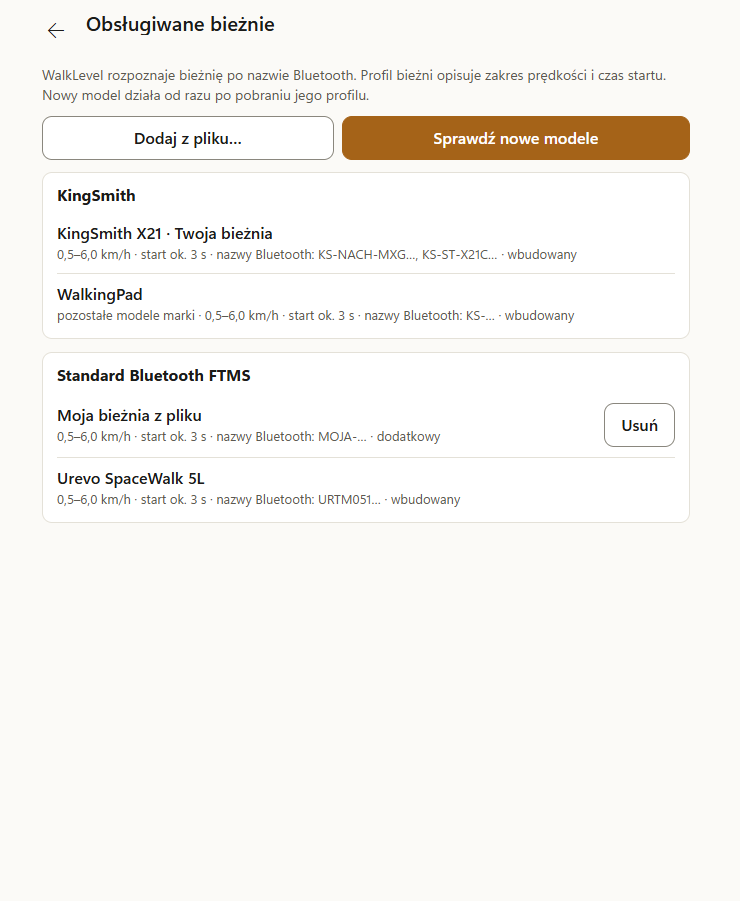 Obsługiwane bieżnie
WalkLevel rozpoznaje bieżnię po nazwie Bluetooth. Profil bieżni opisuje zakres prędkości i czas startu.
Nowy model działa od razu po pobraniu jego profilu.
Dodaj z pliku...
Sprawdź nowe modele
KingSmith
KingSmith X21 · Twoja bieżnia
0,5–6,0 km/h · start ok. 3 s · nazwy Bluetooth: KS-NACH-MXG..., KS-ST-X21C... · wbudowany
WalkingPad
pozostałe modele marki · 0,5–6,0 km/h · start ok. 3 s · nazwy Bluetooth: KS-... · wbudowany
Standard Bluetooth FTMS
Moja bieżnia z pliku
0,5–6,0 km/h · start ok. 3 s · nazwy Bluetooth: MOJA-... · dodatkowy
Usuń
Urevo SpaceWalk 5L
0,5–6,0 km/h · start ok. 3 s · nazwy Bluetooth: URTM051... · wbudowany